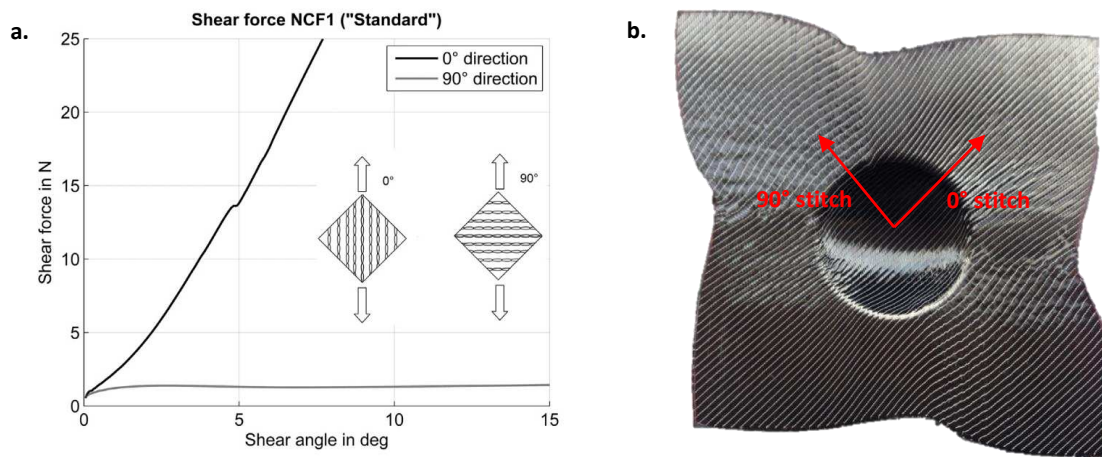 a.
Shear force NCF1 ("Standard")
25
20
15
10
5
0
Shear force in N
0° direction
90° direction
0°
90°
0
5
10
15
Shear angle in deg
b.
90° stitch
0° stitch